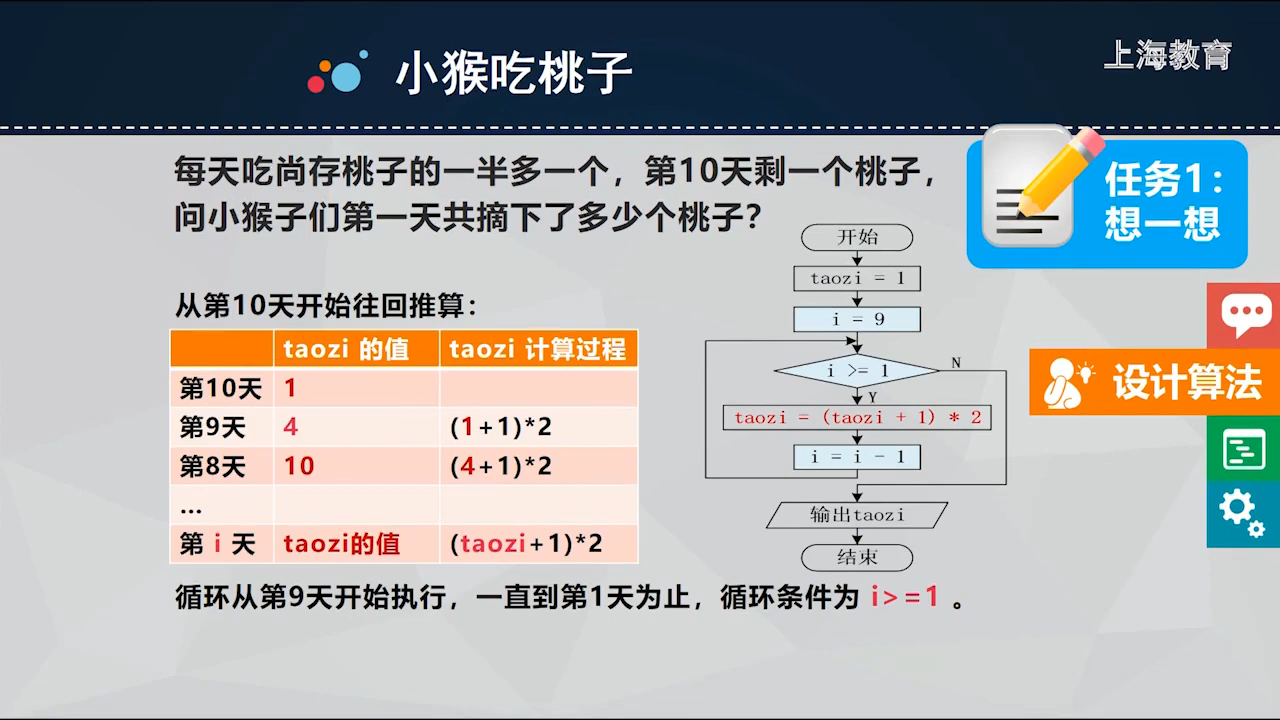 小猴吃桃子
上海教育
每天吃尚存桃子的一半多一个，第10天剩一个桃子，
问小猴子们第一天共摘下了多少个桃子？
任务1：
想一想
从第10天开始往回推算：
taozi 的值 taozi 计算过程
第10天 1
第9天 4 (1+1)*2
第8天 10 (4+1)*2
...
第 i 天 taozi的值 (taozi+1)*2
开始
taozi = 1
i = 9
i >= 1
N
Y
taozi = (taozi + 1) * 2
i = i - 1
输出taozi
结束
设计算法
循环从第9天开始执行，一直到第1天为止，循环条件为 i>=1 。